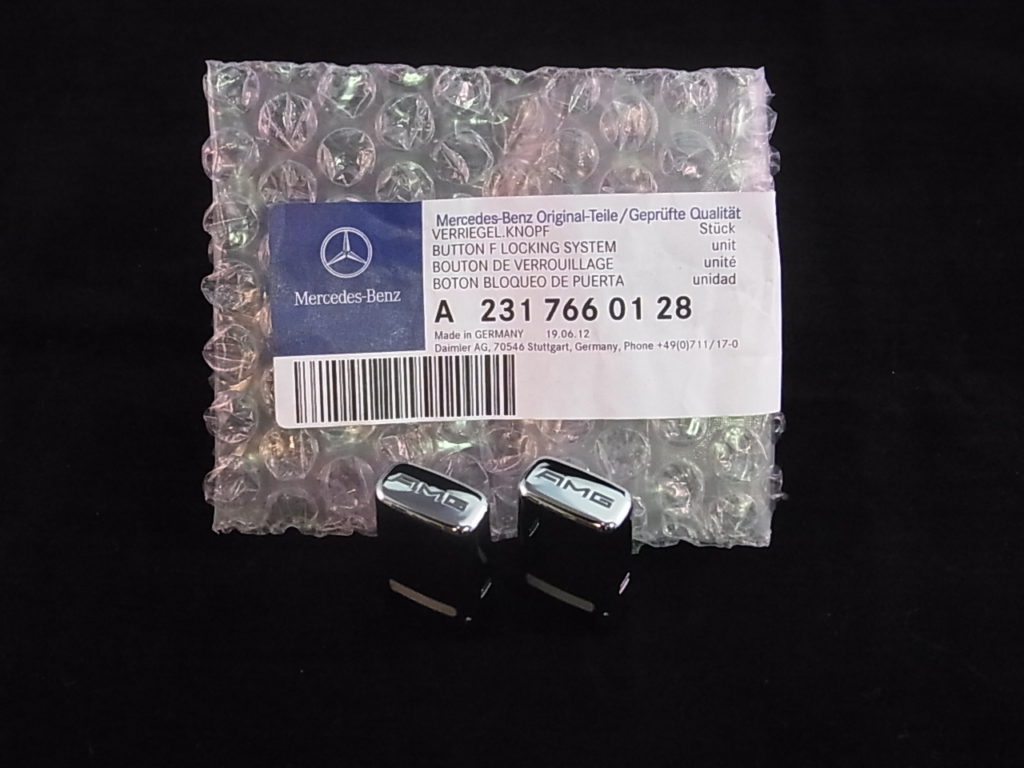 Mercedes-Benz
Mercedes-Benz Original-Teile/Geprüfte Qualität
VERRIEGEL.KNOPF Stück
BUTTON F LOCKING SYSTEM unit
BOUTON DE VERROUILLAGE unité
BOTON BLOQUEO DE PUERTA unidad
A 231 766 01 28
Made in GERMANY 19.06.12
Daimler AG, 70546 Stuttgart, Germany, Phone +49(0)711/17-0
AMG
AMG